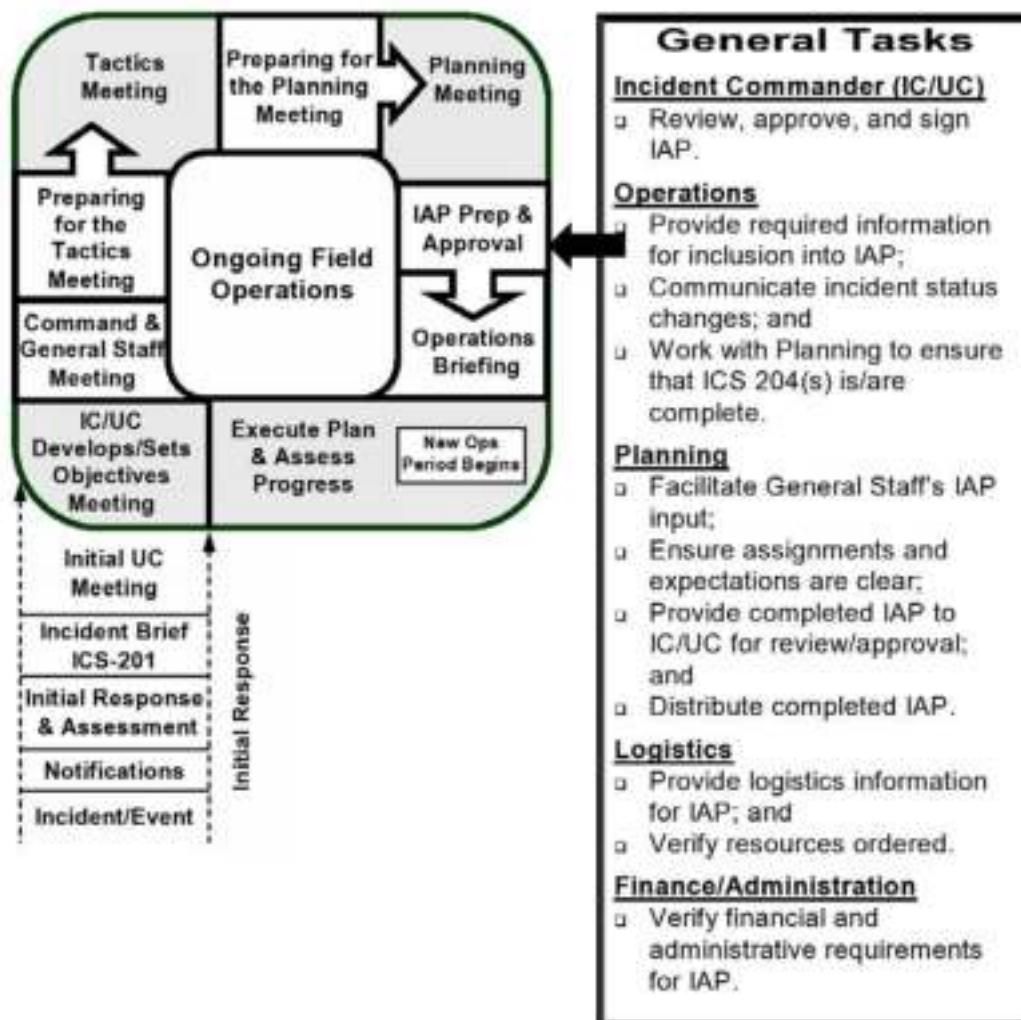 Tactics
Meeting
Preparing for
the Planning
Meeting
Planning
Meeting
Preparing
for the
Tactics
Meeting
Ongoing Field
Operations
IAP Prep &
Approval
Command &
General Staff
Meeting
Operations
Briefing
IC/UC
Develops/Sets
Objectives
Meeting
Execute Plan
& Assess
Progress
New Ops
Period Begins
Initial UC
Meeting
Incident Brief
ICS-201
Initial Response
& Assessment
Notifications
Incident/Event
Initial Response
General Tasks
Incident Commander (IC/UC)
Review, approve, and sign
IAP.
Operations
Provide required information
for inclusion into IAP;
Communicate incident status
changes; and
Work with Planning to ensure
that ICS 204(s) is/are
complete.
Planning
Facilitate General Staff's IAP
input;
Ensure assignments and
expectations are clear;
Provide completed IAP to
IC/UC for review/approval;
and
Distribute completed IAP.
Logistics
Provide logistics information
for IAP; and
Verify resources ordered.
Finance/Administration
Verify financial and
administrative requirements
for IAP.